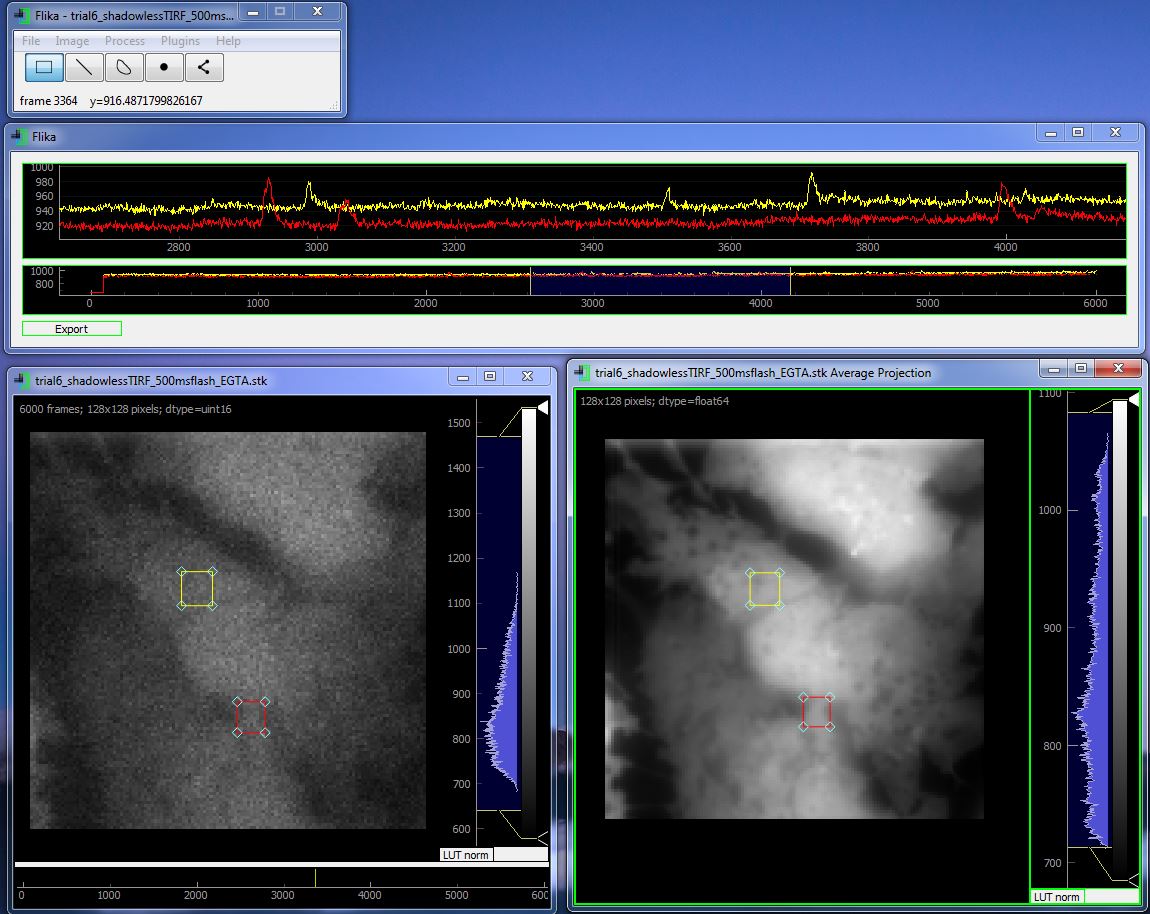 Flika - trial6_shadowlessTIRF_500ms...
File Image Process Plugins Help
frame 3364 y=916.4871799826167
Flika
1000
980
960
940
920
2800 3000 3200 3400 3600 3800 4000
1000
800
0 1000 2000 3000 4000 5000 6000
Export
trial6_shadowlessTIRF_500msflash_EGTA.stk
6000 frames; 128x128 pixels; dtype=uint16
1500
1400
1300
1200
1100
1000
900
800
700
600
LUT norm
0 1000 2000 3000 4000 5000 600
trial6_shadowlessTIRF_500msflash_EGTA.stk Average Projection
128x128 pixels; dtype=float64
1100
1000
900
800
700
LUT norm